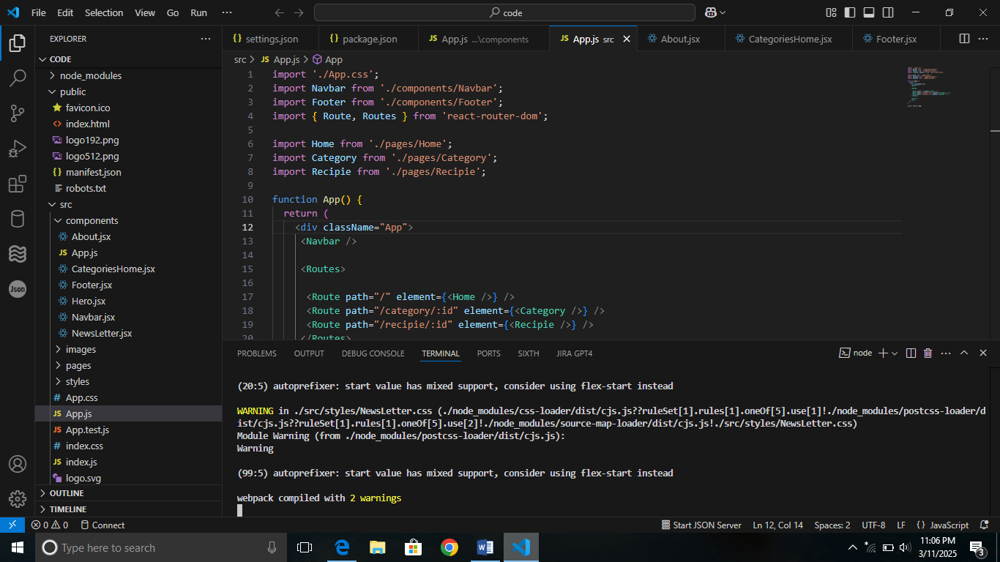 File Edit Selection View Go Run ···
code
EXPLORER ···
CODE
node_modules
public
favicon.ico
index.html
logo192.png
logo512.png
manifest.json
robots.txt
src
components
About.jsx
App.js
CategoriesHome.jsx
Footer.jsx
Hero.jsx
Navbar.jsx
NewsLetter.jsx
images
pages
styles
App.css
App.js
App.test.js
index.css
index.js
logo.svg
OUTLINE
TIMELINE
Json
settings.json package.json App.js ...\components App.js src About.jsx CategoriesHome.jsx Footer.jsx ···
src > JS App.js > App
1 import './App.css';
2 import Navbar from './components/Navbar';
3 import Footer from './components/Footer';
4 import { Route, Routes } from 'react-router-dom';
5
6 import Home from './pages/Home';
7 import Category from './pages/Category';
8 import Recipie from './pages/Recipie';
9
10 function App() {
11 return (
12 <div className="App">
13 <Navbar />
14
15 <Routes>
16
17 <Route path="/" element={<Home />} />
18 <Route path="/category/:id" element={<Category />} />
19 <Route path="/recipie/:id" element={<Recipie />} />
20 </Routes>
PROBLEMS OUTPUT DEBUG CONSOLE TERMINAL PORTS SIXTH JIRA GPT4 node ···
(20:5) autoprefixer: start value has mixed support, consider using flex-start instead
WARNING in ./src/styles/NewsLetter.css (./node_modules/css-loader/dist/cjs.js??ruleSet[1].rules[1].oneOf[5].use[1]!./node_modules/postcss-loader/d
ist/cjs.js??ruleSet[1].rules[1].oneOf[5].use[2]!./node_modules/source-map-loader/dist/cjs.js!./src/styles/NewsLetter.css)
Module Warning (from ./node_modules/postcss-loader/dist/cjs.js):
Warning
(99:5) autoprefixer: start value has mixed support, consider using flex-start instead
webpack compiled with 2 warnings
0 0 Connect Start JSON Server Ln 12, Col 14 Spaces: 2 UTF-8 LF {} JavaScript
Type here to search
11:06 PM
3/11/2025
3